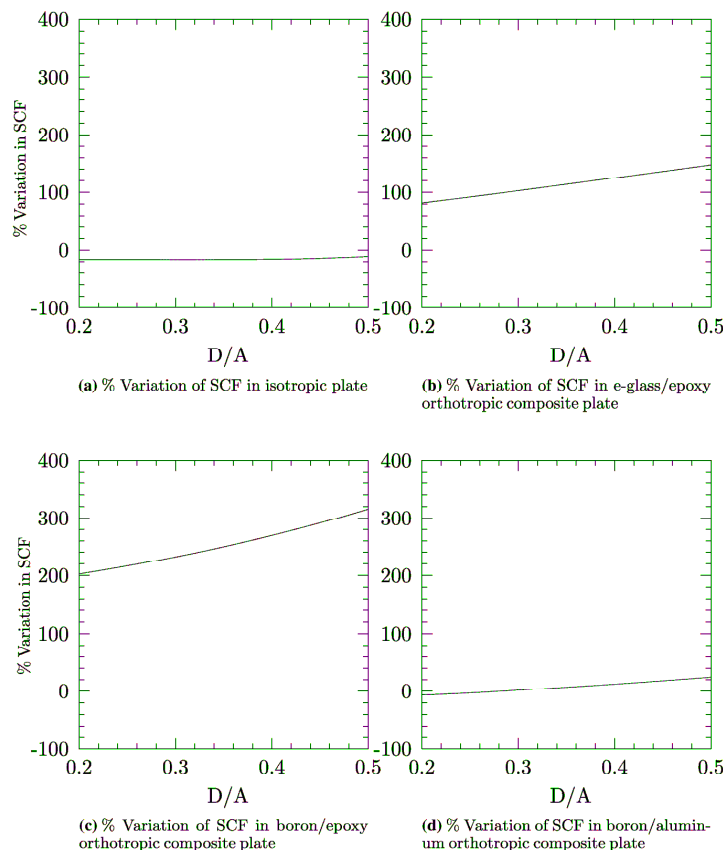 400
300
200
100
0
-100
% Variation in SCF
0.2 0.3 0.4 0.5
D/A
(a) % Variation of SCF in isotropic plate
400
300
200
100
0
-100
0.2 0.3 0.4 0.5
D/A
(b) % Variation of SCF in e-glass/epoxy
orthotropic composite plate
400
300
200
100
0
-100
% Variation in SCF
0.2 0.3 0.4 0.5
D/A
(c) % Variation of SCF in boron/epoxy
orthotropic composite plate
400
300
200
100
0
-100
0.2 0.3 0.4 0.5
D/A
(d) % Variation of SCF in boron/alumin-
um orthotropic composite plate